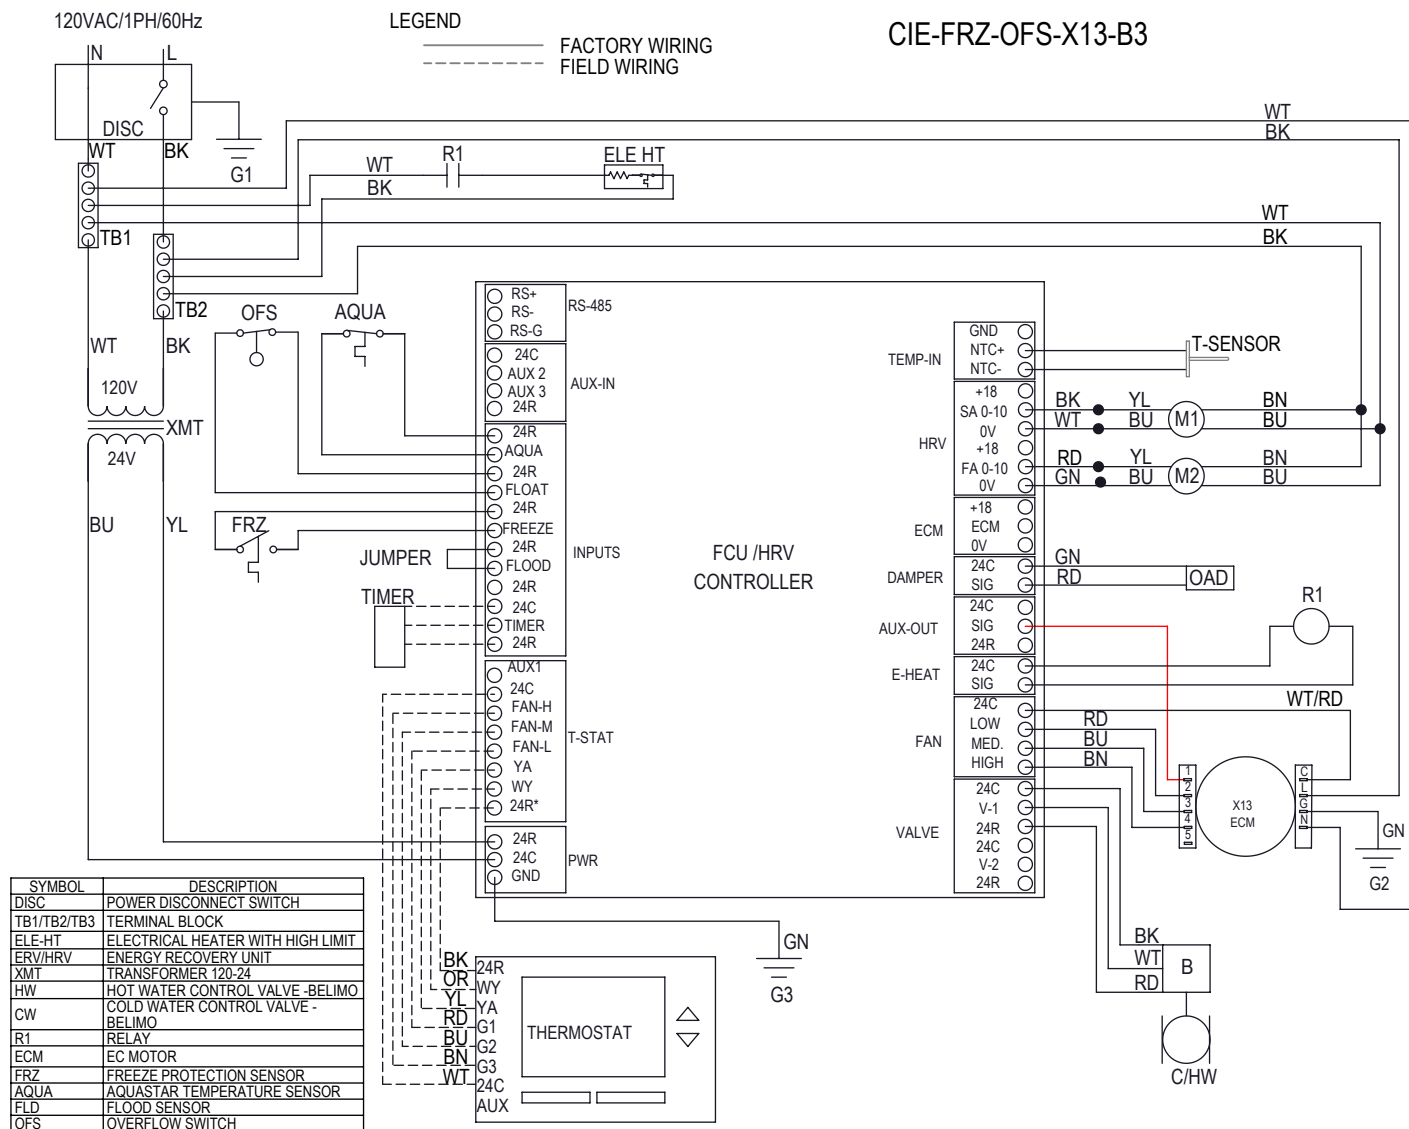 120VAC/1PH/60Hz
LEGEND
CIE-FRZ-OFS-X13-B3
FACTORY WIRING
FIELD WIRING
N
L
DISC
WT
BK
G1
WT
BK
WT
R1
ELE HT
BK
WT
BK
TB1
TB2
OFS
AQUA
WT
BK
120V
XMT
24V
BU
YL
FRZ
JUMPER
TIMER
RS+
RS-
RS-G
RS-485
24C
AUX 2
AUX 3
24R
AUX-IN
24R
AQUA
24R
FLOAT
24R
FREEZE
24R
FLOOD
24R
24C
TIMER
24R
INPUTS
AUX1
24C
FAN-H
FAN-M
FAN-L
YA
WY
24R*
T-STAT
24R
24C
GND
PWR
FCU /HRV
CONTROLLER
TEMP-IN
GND
NTC+
NTC-
T-SENSOR
HRV
+18
SA 0-10
0V
+18
FA 0-10
0V
BK
YL
M1
BN
WT
BU
BU
RD
YL
M2
BN
GN
BU
BU
ECM
+18
ECM
0V
DAMPER
24C
SIG
GN
RD
OAD
AUX-OUT
24C
SIG
24R
R1
E-HEAT
24C
SIG
WT/RD
FAN
24C
LOW
MED.
HIGH
RD
BU
BN
1
2
3
4
5
X13
ECM
C
L
G
N
GN
G2
VALVE
24C
V-1
24R
24C
V-2
24R
BK
WT
RD
B
C/HW
GN
G3
SYMBOL DESCRIPTION
DISC POWER DISCONNECT SWITCH
TB1/TB2/TB3 TERMINAL BLOCK
ELE-HT ELECTRICAL HEATER WITH HIGH LIMIT
ERV/HRV ENERGY RECOVERY UNIT
XMT TRANSFORMER 120-24
HW HOT WATER CONTROL VALVE -BELIMO
CW COLD WATER CONTROL VALVE -
BELIMO
R1 RELAY
ECM EC MOTOR
FRZ FREEZE PROTECTION SENSOR
AQUA AQUASTAR TEMPERATURE SENSOR
FLD FLOOD SENSOR
OFS OVERFLOW SWITCH
BK
OR
YL
RD
BU
BN
WT
24R
WY
YA
G1
G2
G3
24C
AUX
THERMOSTAT